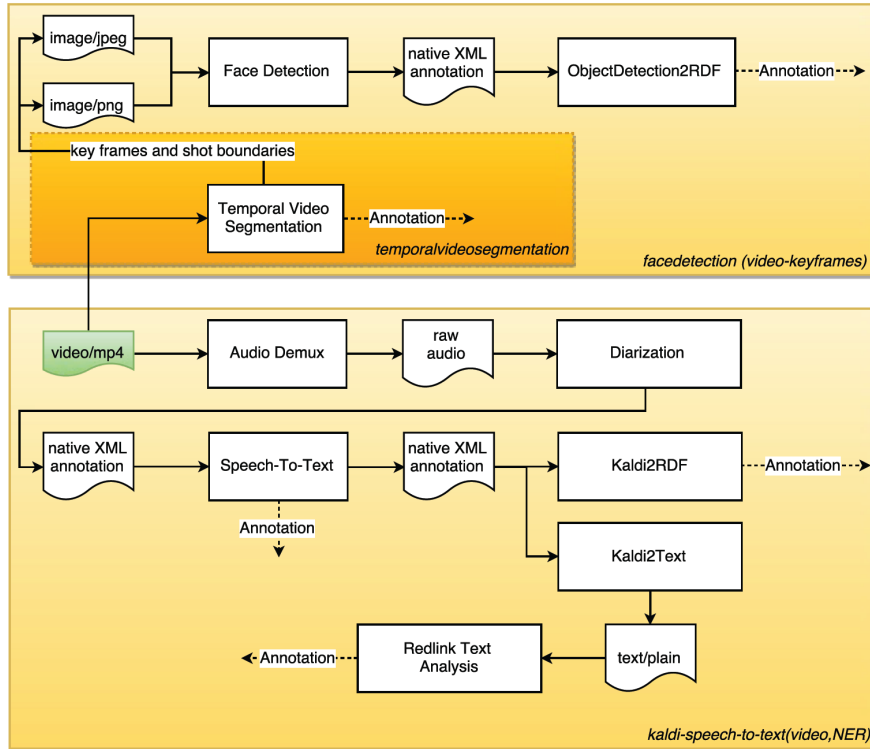 image/jpeg
image/png
Face Detection
native XML
annotation
ObjectDetection2RDF
Annotation
key frames and shot boundaries
Temporal Video
Segmentation
Annotation
temporalvideosegmentation
facedetection (video-keyframes)
video/mp4
Audio Demux
raw
audio
Diarization
native XML
annotation
Speech-To-Text
native XML
annotation
Kaldi2RDF
Annotation
Annotation
Kaldi2Text
Annotation
Redlink Text
Analysis
text/plain
kaldi-speech-to-text(video,NER)